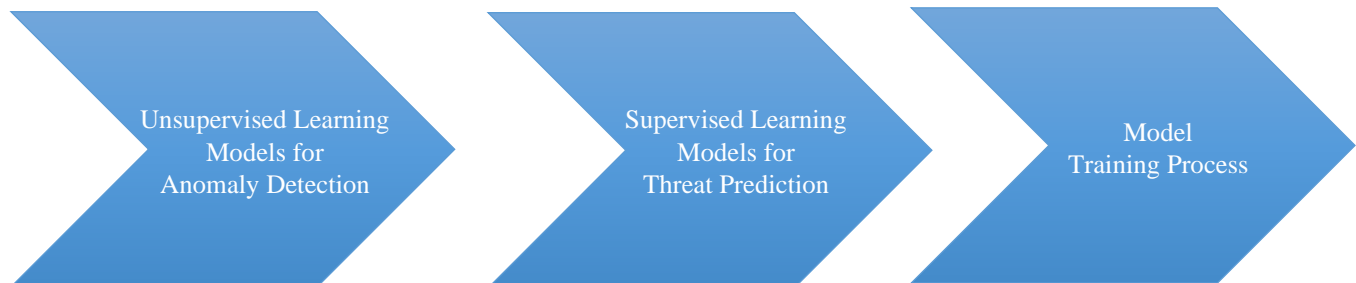 Unsupervised Learning
Models for
Anomaly Detection
Supervised Learning
Models for
Threat Prediction
Model
Training Process